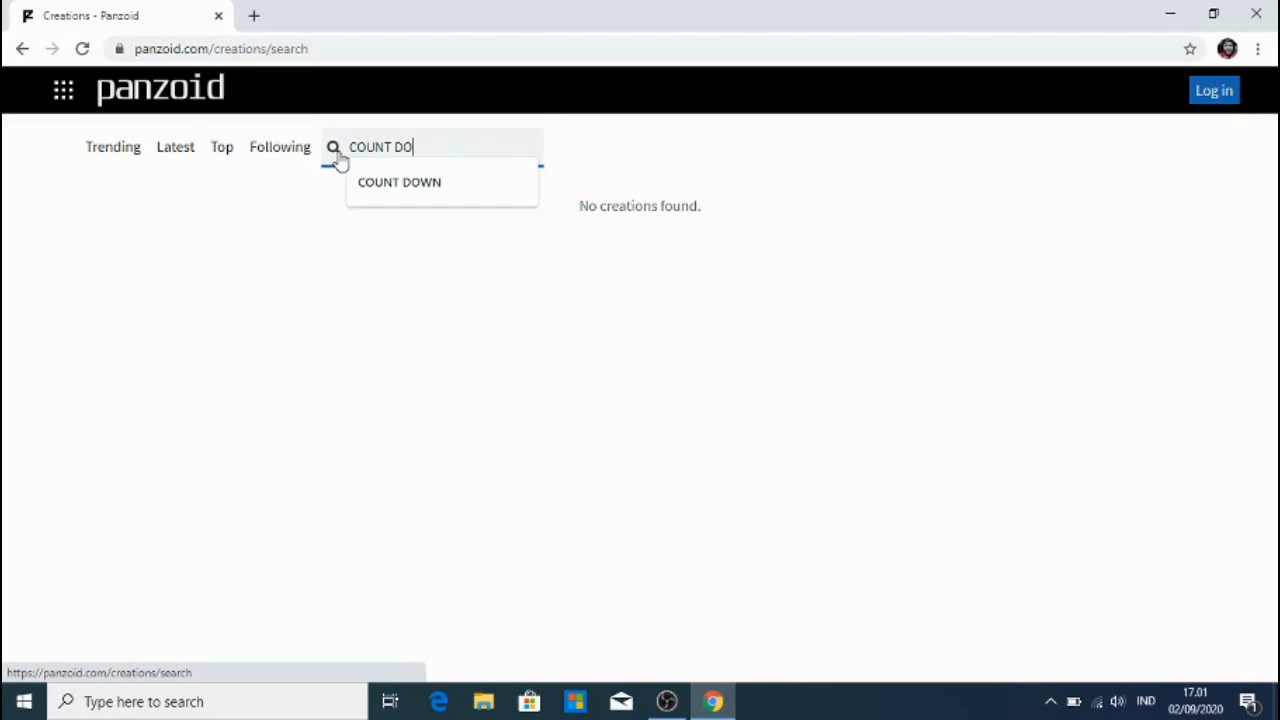 Creations - Panzoid
panzoid.com/creations/search
panzoid
Log in
Trending
Latest
Top
Following
COUNT DO
COUNT DOWN
No creations found.
https://panzoid.com/creations/search
Type here to search
IND
17.01
02/09/2020
1